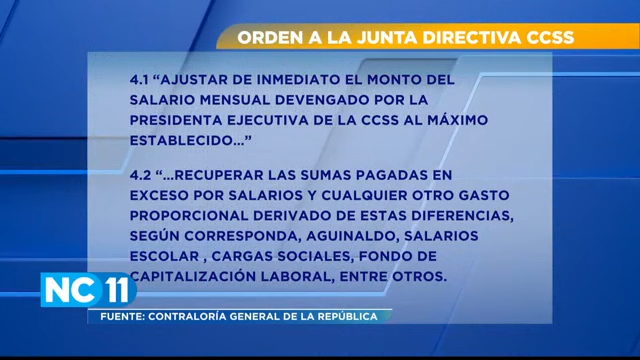 ORDEN A LA JUNTA DIRECTIVA CCSS
4.1 “AJUSTAR DE INMEDIATO EL MONTO DEL
SALARIO MENSUAL DEVENGADO POR LA
PRESIDENTA EJECUTIVA DE LA CCSS AL MÁXIMO
ESTABLECIDO...”
4.2 “...RECUPERAR LAS SUMAS PAGADAS EN
EXCESO POR SALARIOS Y CUALQUIER OTRO GASTO
PROPORCIONAL DERIVADO DE ESTAS DIFERENCIAS,
SEGÚN CORRESPONDA, AGUINALDO, SALARIOS
ESCOLAR , CARGAS SOCIALES, FONDO DE
CAPITALIZACIÓN LABORAL, ENTRE OTROS.
NC 11
FUENTE: CONTRALORÍA GENERAL DE LA REPÚBLICA